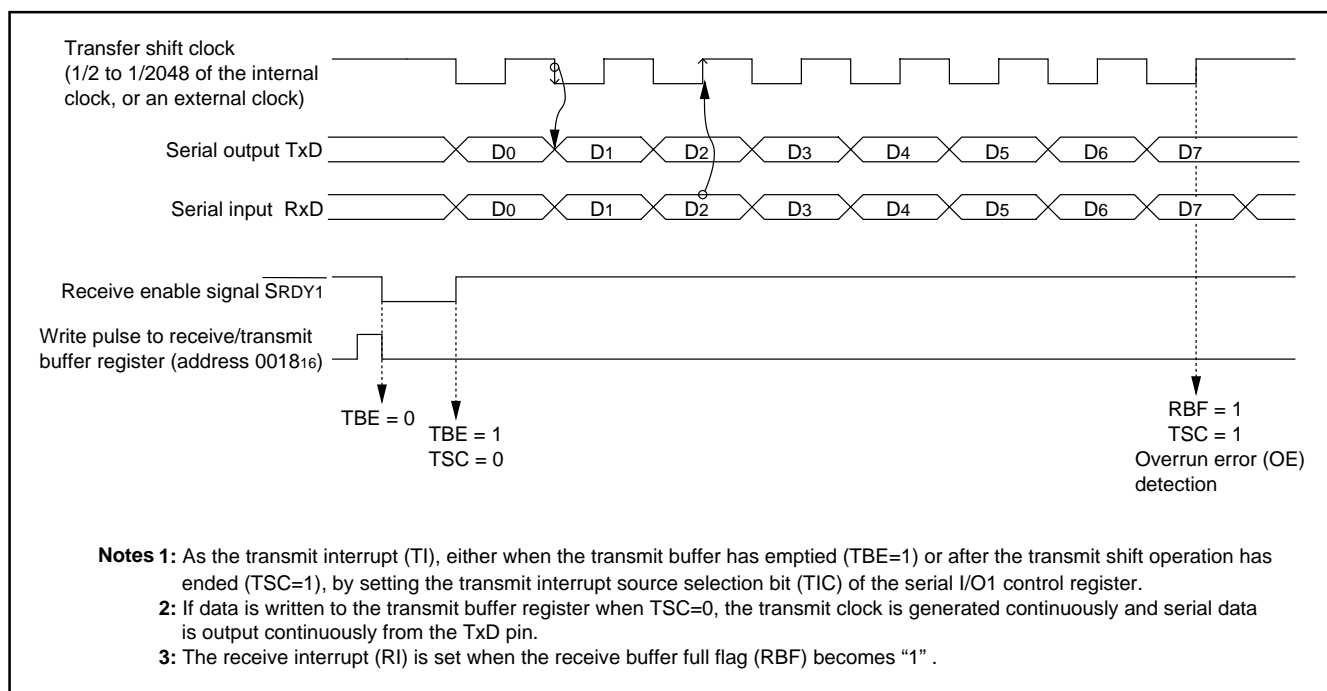 Transfer shift clock
(1/2 to 1/2048 of the internal
clock, or an external clock)
Serial output TxD
D0 D1 D2 D3 D4 D5 D6 D7
Serial input RxD
D0 D1 D2 D3 D4 D5 D6 D7
Receive enable signal SRDY1
Write pulse to receive/transmit
buffer register (address 001816)
TBE = 0
TBE = 1
TSC = 0
RBF = 1
TSC = 1
Overrun error (OE)
detection
Notes 1: As the transmit interrupt (TI), either when the transmit buffer has emptied (TBE=1) or after the transmit shift operation has
ended (TSC=1), by setting the transmit interrupt source selection bit (TIC) of the serial I/O1 control register.
2: If data is written to the transmit buffer register when TSC=0, the transmit clock is generated continuously and serial data
is output continuously from the TxD pin.
3: The receive interrupt (RI) is set when the receive buffer full flag (RBF) becomes “1” .